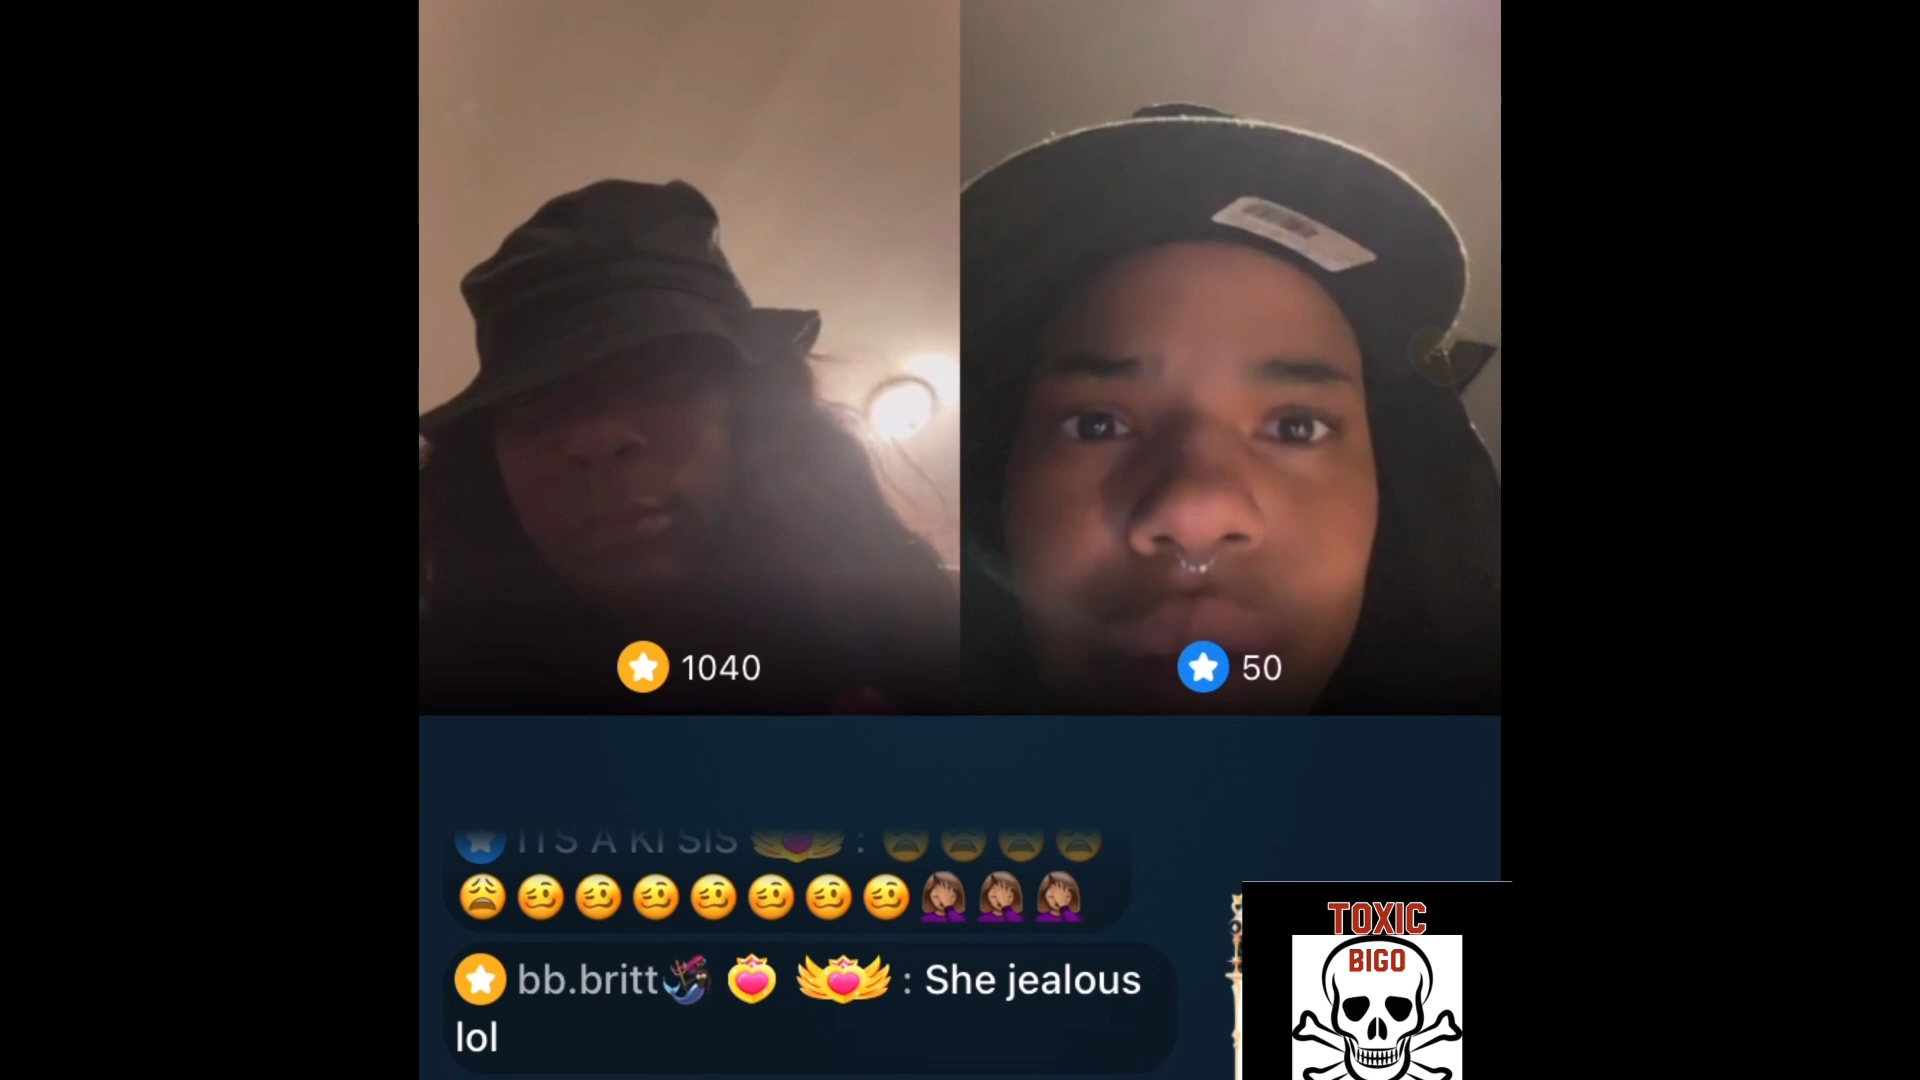 1040
50
ITS A KI SIS : 😩😩😩😩
😩🥴🥴🥴🥴🥴🥴🥴🤦🏽‍♀️🤦🏽‍♀️🤦🏽‍♀️
bb.britt : She jealous
lol
TOXIC
BIGO